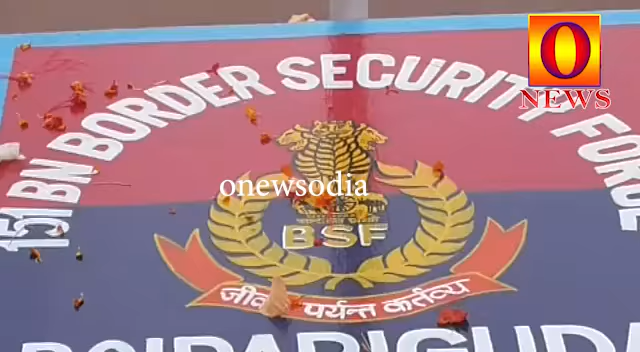 O
NEWS
151 BN BORDER SECURITY FORCE
onewsodia
BSF
जीवन पर्यन्त कर्तव्य